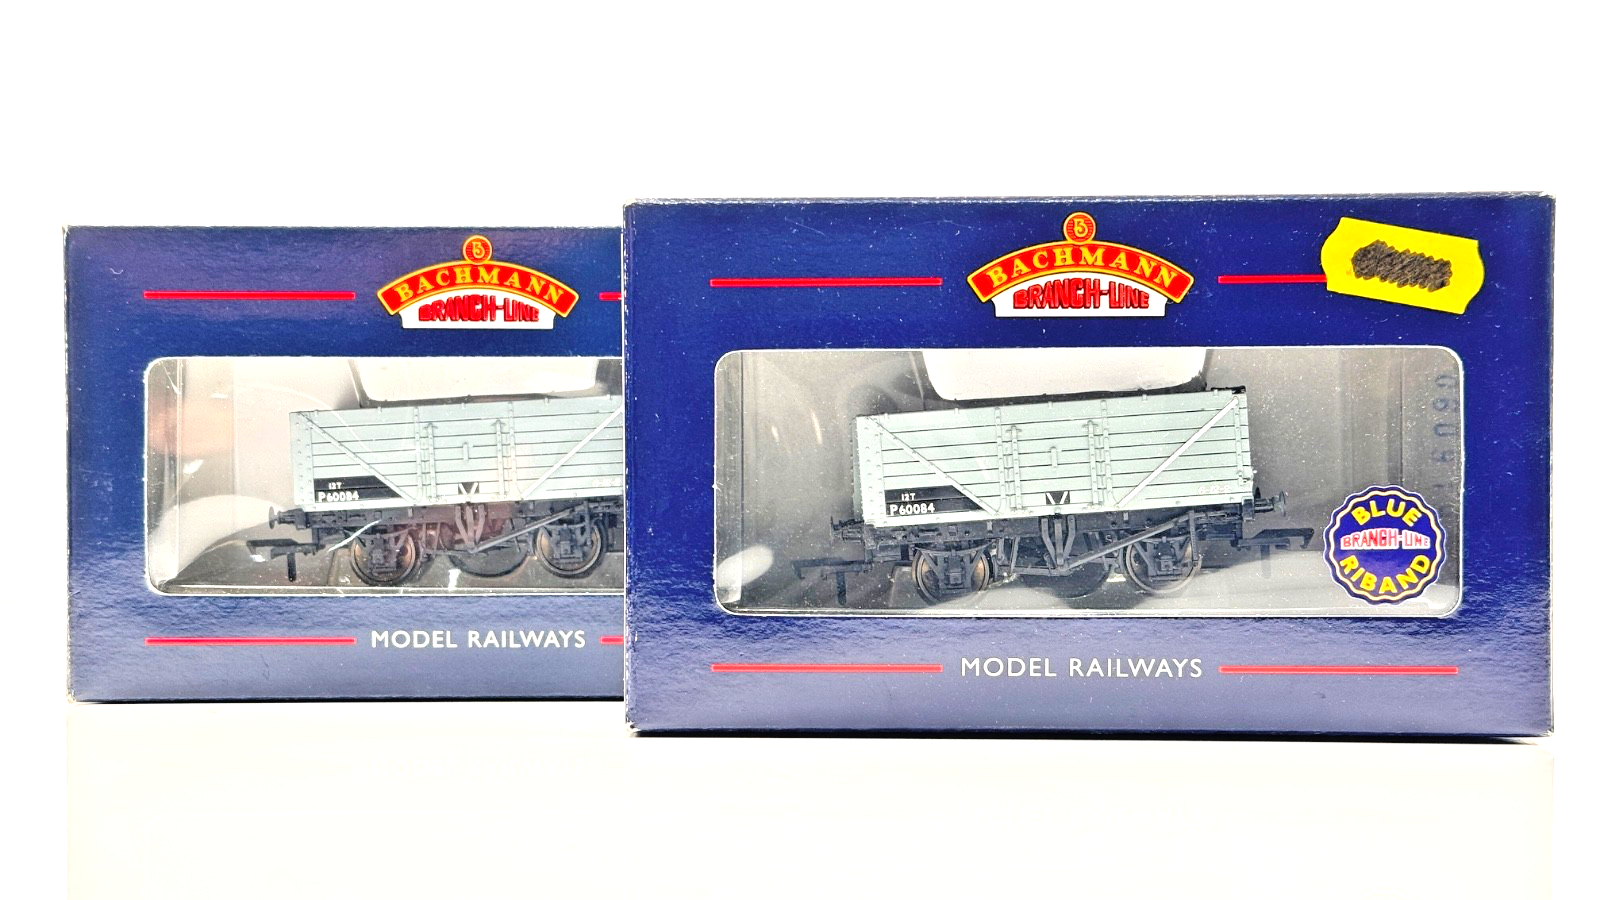 B
BACHMANN
BRANCH-LINE
12T
P60084
MODEL RAILWAYS
B
BACHMANN
BRANCH-LINE
12T
P60084
BLUE
BRANCH-LINE
RIBAND
MODEL RAILWAYS